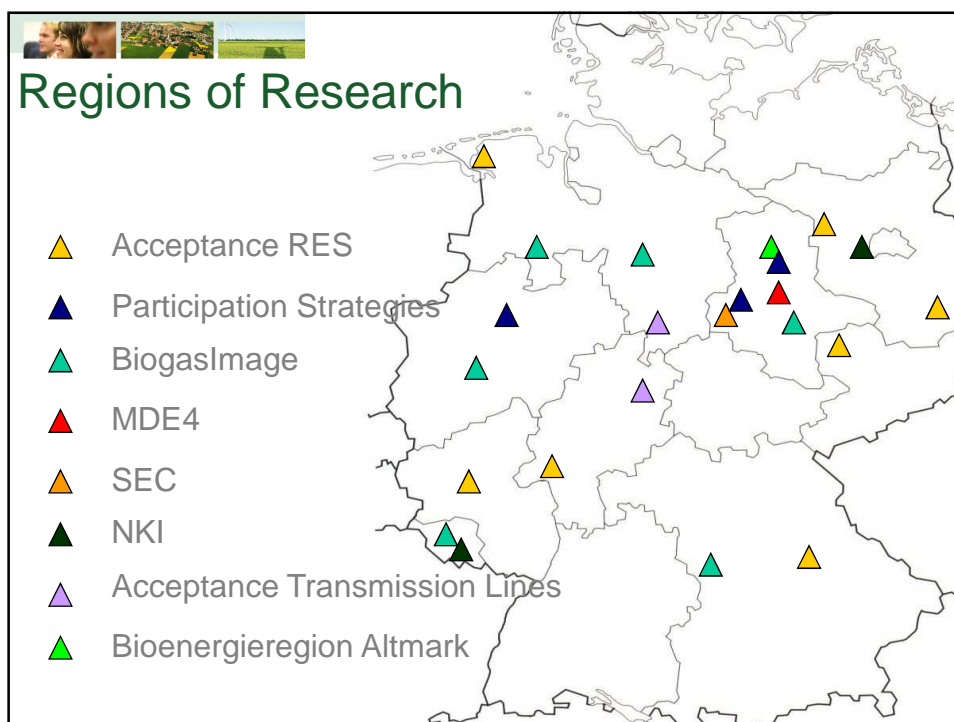 Regions of Research
Acceptance RES
Participation Strategies
BiogasImage
MDE4
SEC
NKI
Acceptance Transmission Lines
Bioenergieregion Altmark